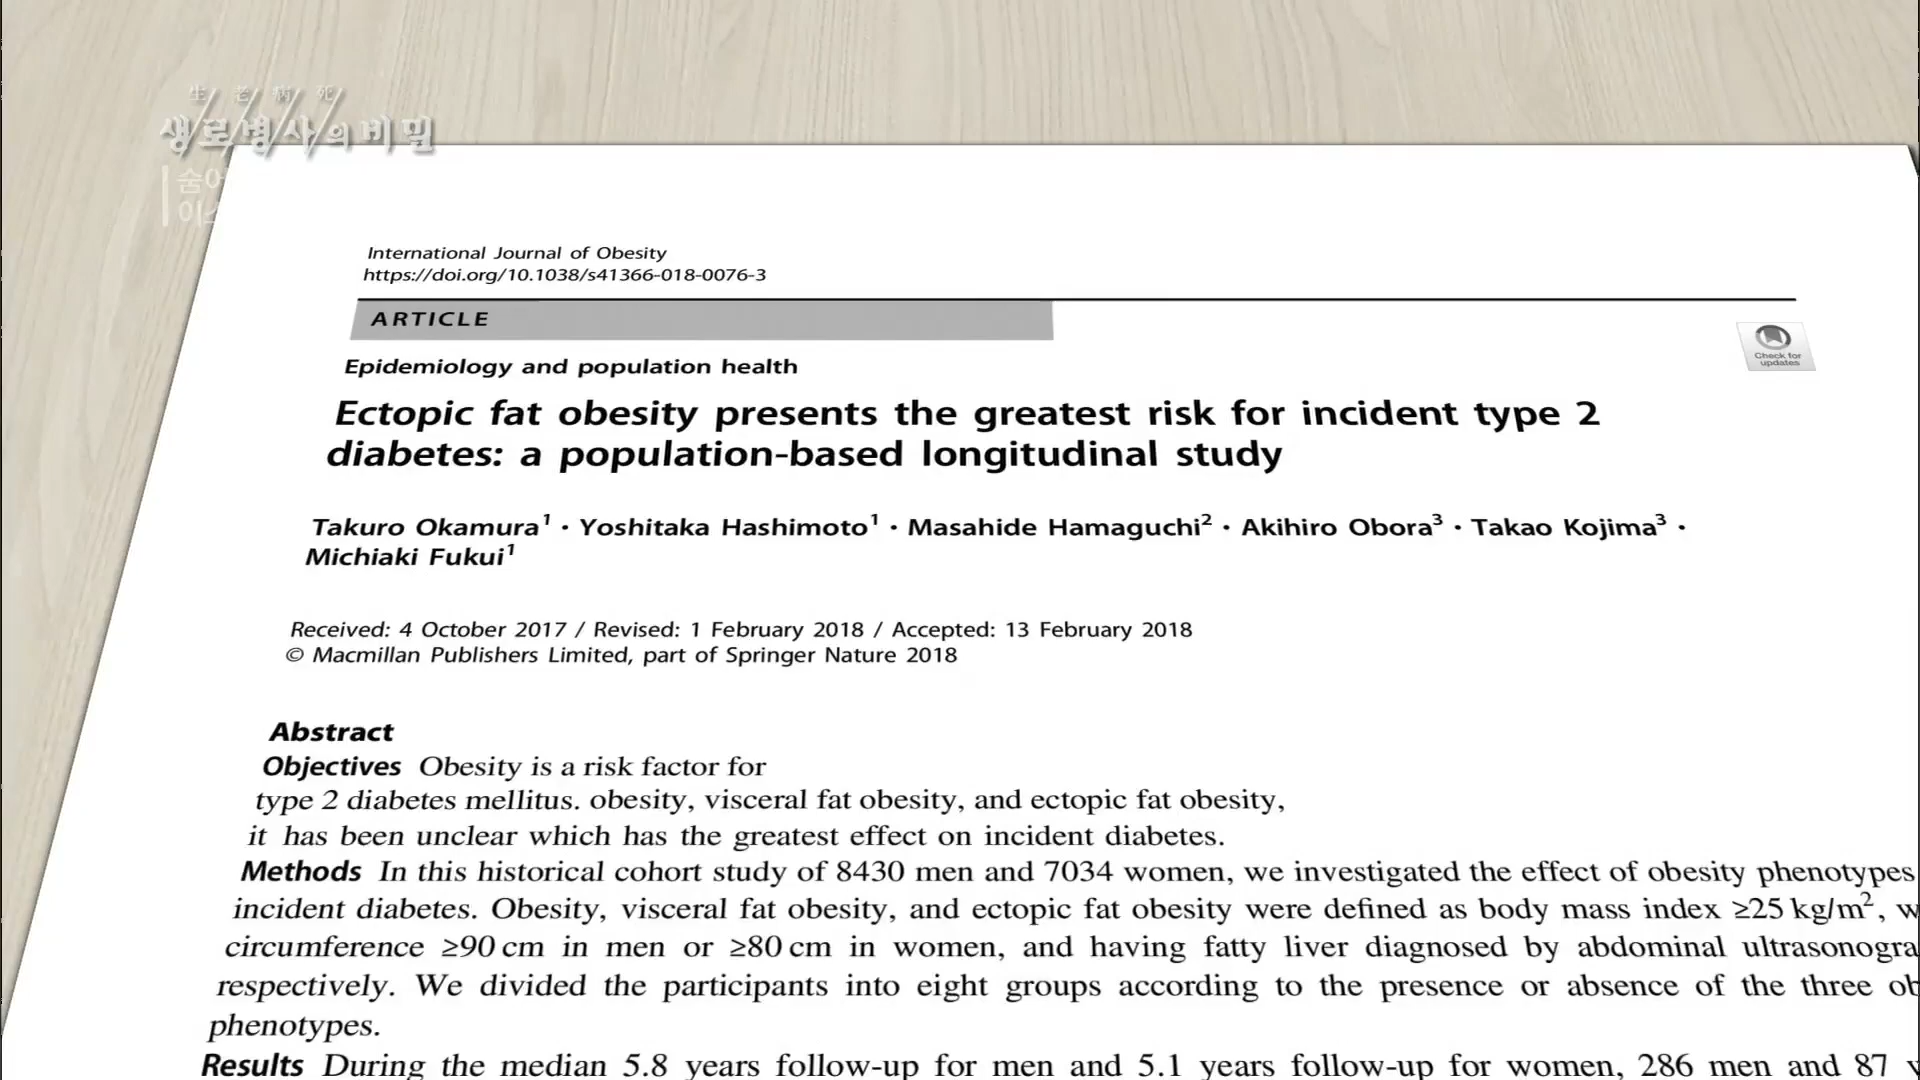 生 老 病 死
생로병사의 비밀
International Journal of Obesity
https://doi.org/10.1038/s41366-018-0076-3
ARTICLE
Check for
updates
Epidemiology and population health
Ectopic fat obesity presents the greatest risk for incident type 2
diabetes: a population-based longitudinal study
Takuro Okamura1 · Yoshitaka Hashimoto1 · Masahide Hamaguchi2 · Akihiro Obora3 · Takao Kojima3 ·
Michiaki Fukui1
Received: 4 October 2017 / Revised: 1 February 2018 / Accepted: 13 February 2018
© Macmillan Publishers Limited, part of Springer Nature 2018
Abstract
Objectives Obesity is a risk factor for
type 2 diabetes mellitus. obesity, visceral fat obesity, and ectopic fat obesity,
it has been unclear which has the greatest effect on incident diabetes.
Methods In this historical cohort study of 8430 men and 7034 women, we investigated the effect of obesity phenotypes
incident diabetes. Obesity, visceral fat obesity, and ectopic fat obesity were defined as body mass index ≥25 kg/m2,
circumference ≥90 cm in men or ≥80 cm in women, and having fatty liver diagnosed by abdominal
respectively. We divided the participants into eight groups according to the presence or absence of the three
phenotypes.
Results During the median 5.8 years follow-up for men and 5.1 years follow-up for women, 286 men and 87